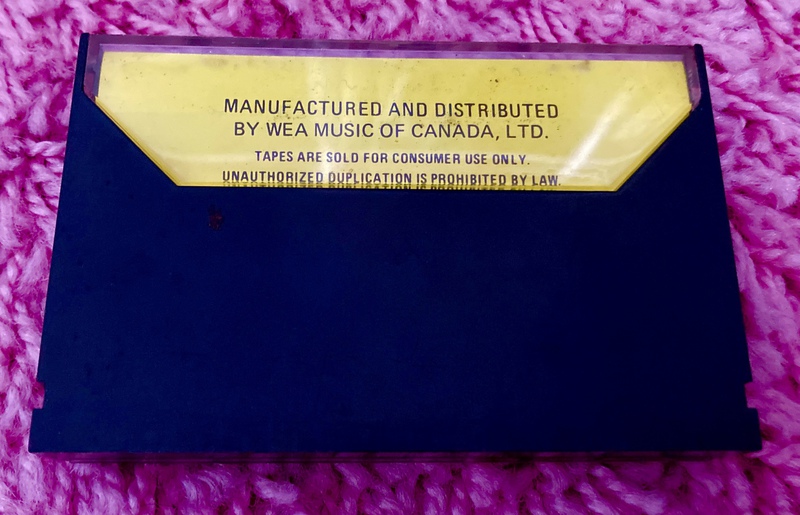 MANUFACTURED AND DISTRIBUTED
BY WEA MUSIC OF CANADA, LTD.
TAPES ARE SOLD FOR CONSUMER USE ONLY.
UNAUTHORIZED DUPLICATION IS PROHIBITED BY LAW.